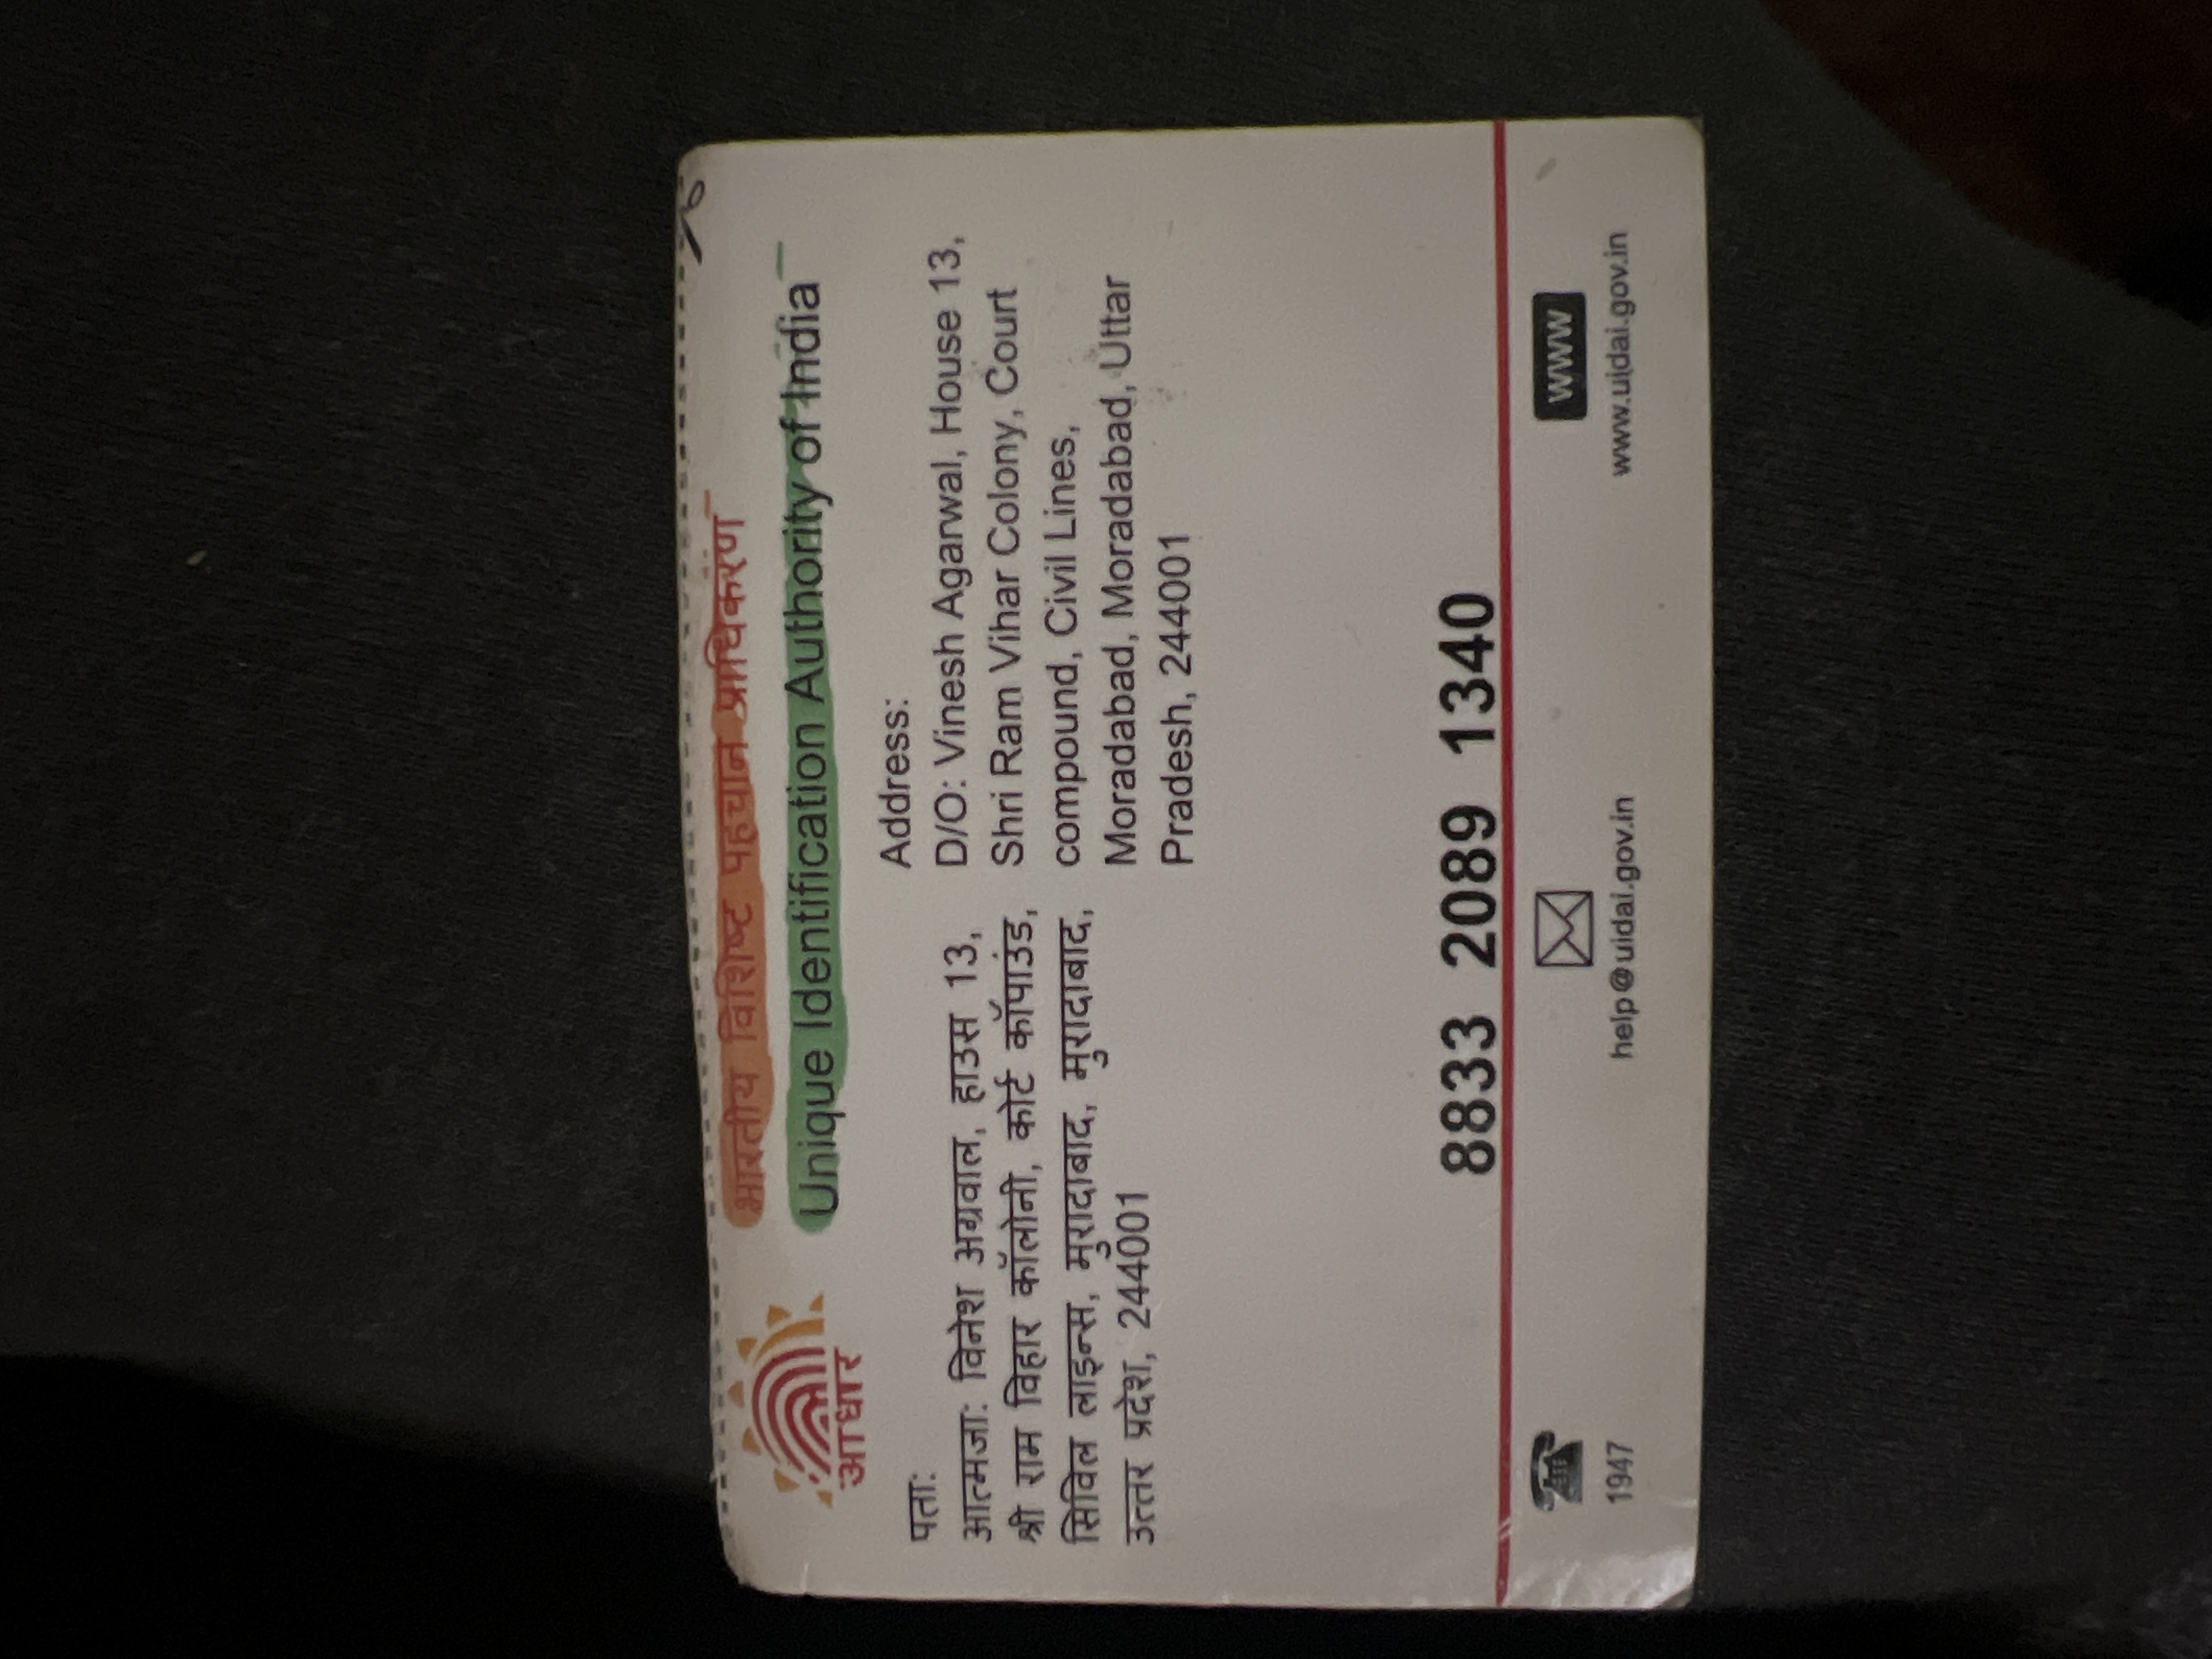 भारतीय विशिष्ट पहचान प्राधिकरण
Unique Identification Authority of India
आधार
पता:
आत्मजा: विनेश अग्रवाल, हाउस 13,
श्री राम विहार कॉलोनी, कोर्ट कॉपाउंड,
सिविल लाइन्स, मुरादाबाद, मुरादाबाद,
उत्तर प्रदेश, 244001
Address:
D/O: Vinesh Agarwal, House 13,
Shri Ram Vihar Colony, Court
compound, Civil Lines,
Moradabad, Moradabad, Uttar
Pradesh, 244001
8833 2089 1340
1947
help@uidai.gov.in
www
www.uidai.gov.in